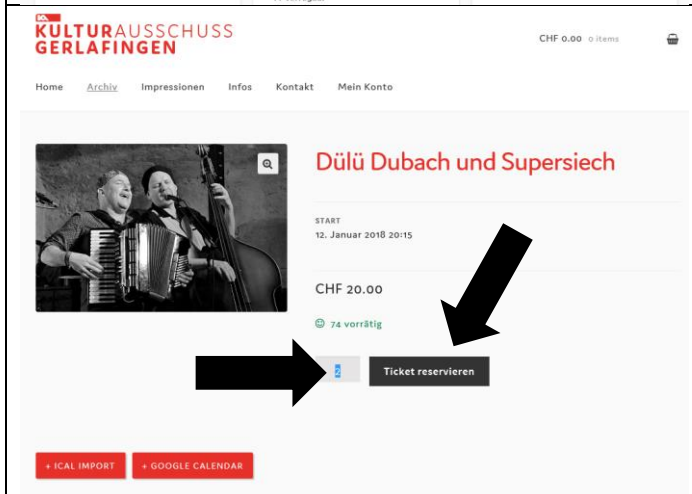 KULTURAUSSCHUSS
GERLAFINGEN
CHF 0.00 0 items
Home Archiv Impressionen Infos Kontakt Mein Konto
Dülü Dubach und Supersiech
START
12. Januar 2018 20:15
CHF 20.00
74 vorrätig
2
Ticket reservieren
+ ICAL IMPORT + GOOGLE CALENDAR